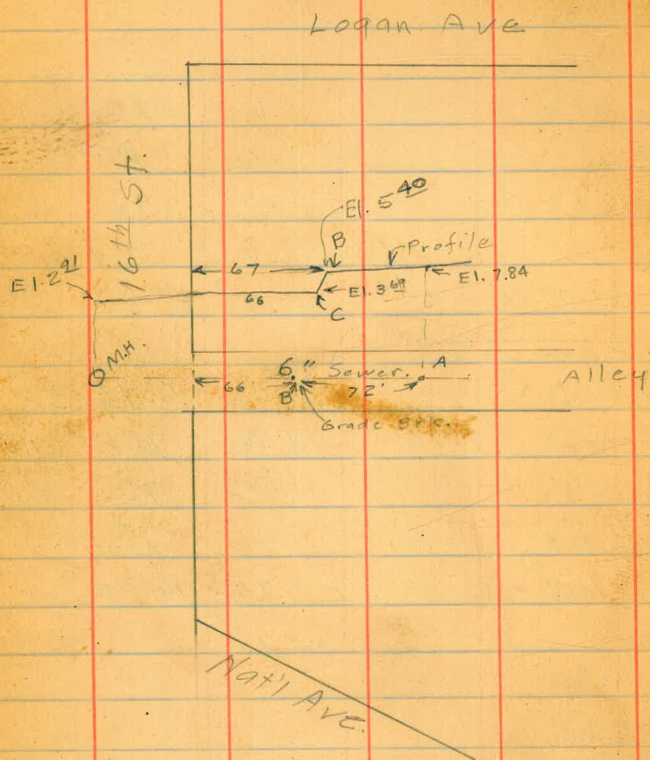 Logan Ave
16th St.
El. 5 40
B
Profile
67
El. 7.84
El. 2 91
66
El. 3 69
C
M.H.
6" Sewer. A
66
72'
B
Alley
Grade Brk.
Nat'l Ave.